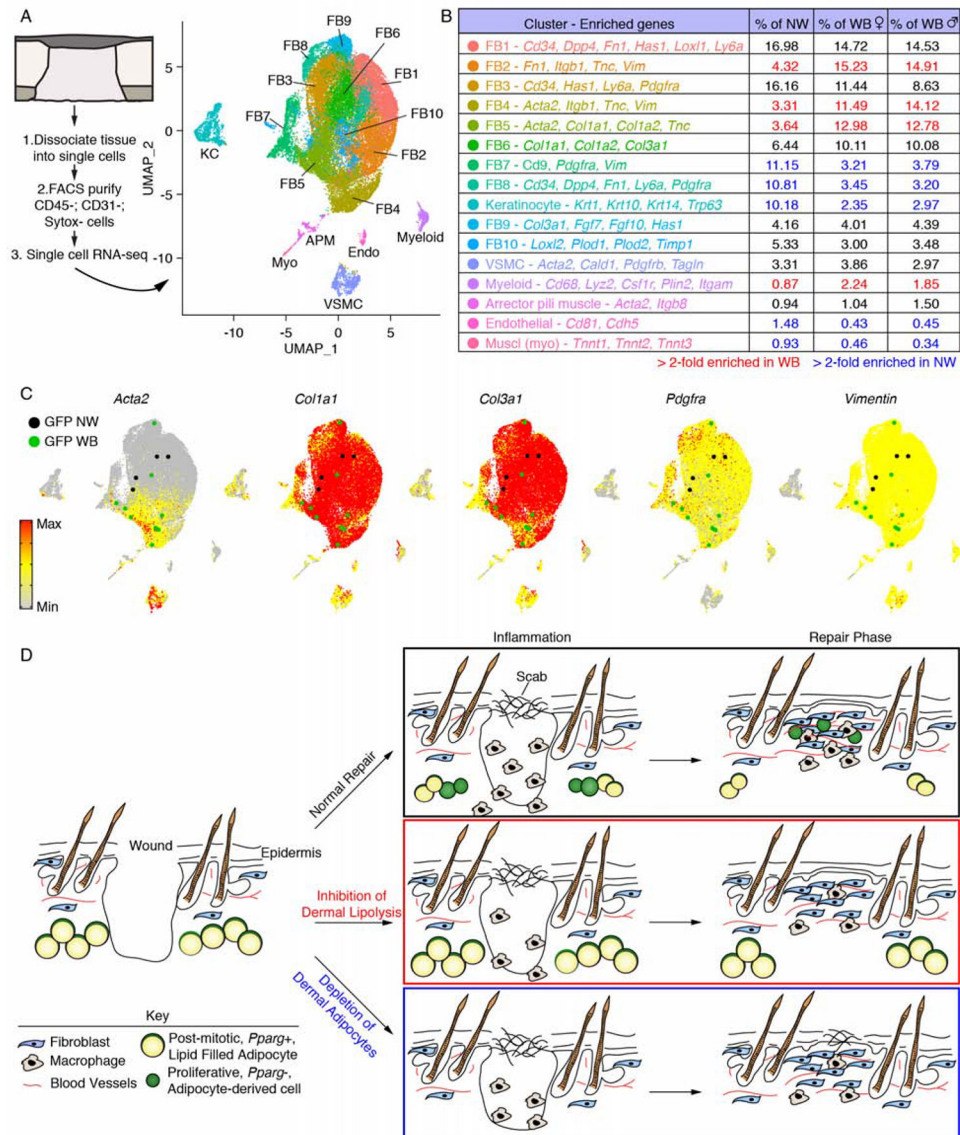 A
1.Dissociate tissue
into single cells
2.FACS purify
CD45-; CD31-;
Sytox- cells
3. Single cell RNA-seq
UMAP_2
5
0
-5
-10
FB9
FB8
FB6
FB3
FB1
FB7
FB10
KC
FB2
FB5
FB4
APM
Myo
Endo
Myeloid
VSMC
-10
-5
0
5
UMAP_1
B
Cluster - Enriched genes % of NW % of WB ♀ % of WB ♂
FB1 - Cd34, Dpp4, Fn1, Has1, Loxl1, Ly6a 16.98 14.72 14.53
FB2 - Fn1, Itgb1, Tnc, Vim 4.32 15.23 14.91
FB3 - Cd34, Has1, Ly6a, Pdgfra 16.16 11.44 8.63
FB4 - Acta2, Itgb1, Tnc, Vim 3.31 11.49 14.12
FB5 - Acta2, Col1a1, Col1a2, Tnc 3.64 12.98 12.78
FB6 - Col1a1, Col1a2, Col3a1 6.44 10.11 10.08
FB7 - Cd9, Pdgfra, Vim 11.15 3.21 3.79
FB8 - Cd34, Dpp4, Fn1, Ly6a, Pdgfra 10.81 3.45 3.20
Keratinocyte - Krt1, Krt10, Krt14, Trp63 10.18 2.35 2.97
FB9 - Col3a1, Fgf7, Fgf10, Has1 4.16 4.01 4.39
FB10 - Loxl2, Plod1, Plod2, Timp1 5.33 3.00 3.48
VSMC - Acta2, Cald1, Pdgfrb, Tagln 3.31 3.86 2.97
Myeloid - Cd68, Lyz2, Csf1r, Plin2, Itgam 0.87 2.24 1.85
Arrector pili muscle - Acta2, Itgb8 0.94 1.04 1.50
Endothelial - Cd81, Cdh5 1.48 0.43 0.45
Muscl (myo) - Tnnt1, Tnnt2, Tnnt3 0.93 0.46 0.34
> 2-fold enriched in WB > 2-fold enriched in NW
C
Acta2 Col1a1 Col3a1 Pdgfra Vimentin
GFP NW
GFP WB
Max
Min
D
Inflammation Repair Phase
Scab
Normal Repair
Wound
Epidermis
Inhibition of
Dermal Lipolysis
Depletion of
Dermal Adipocytes
Key
Fibroblast
Macrophage
Blood Vessels
Post-mitotic, Pparg+,
Lipid Filled Adipocyte
Proliferative, Pparg-,
Adipocyte-derived cell